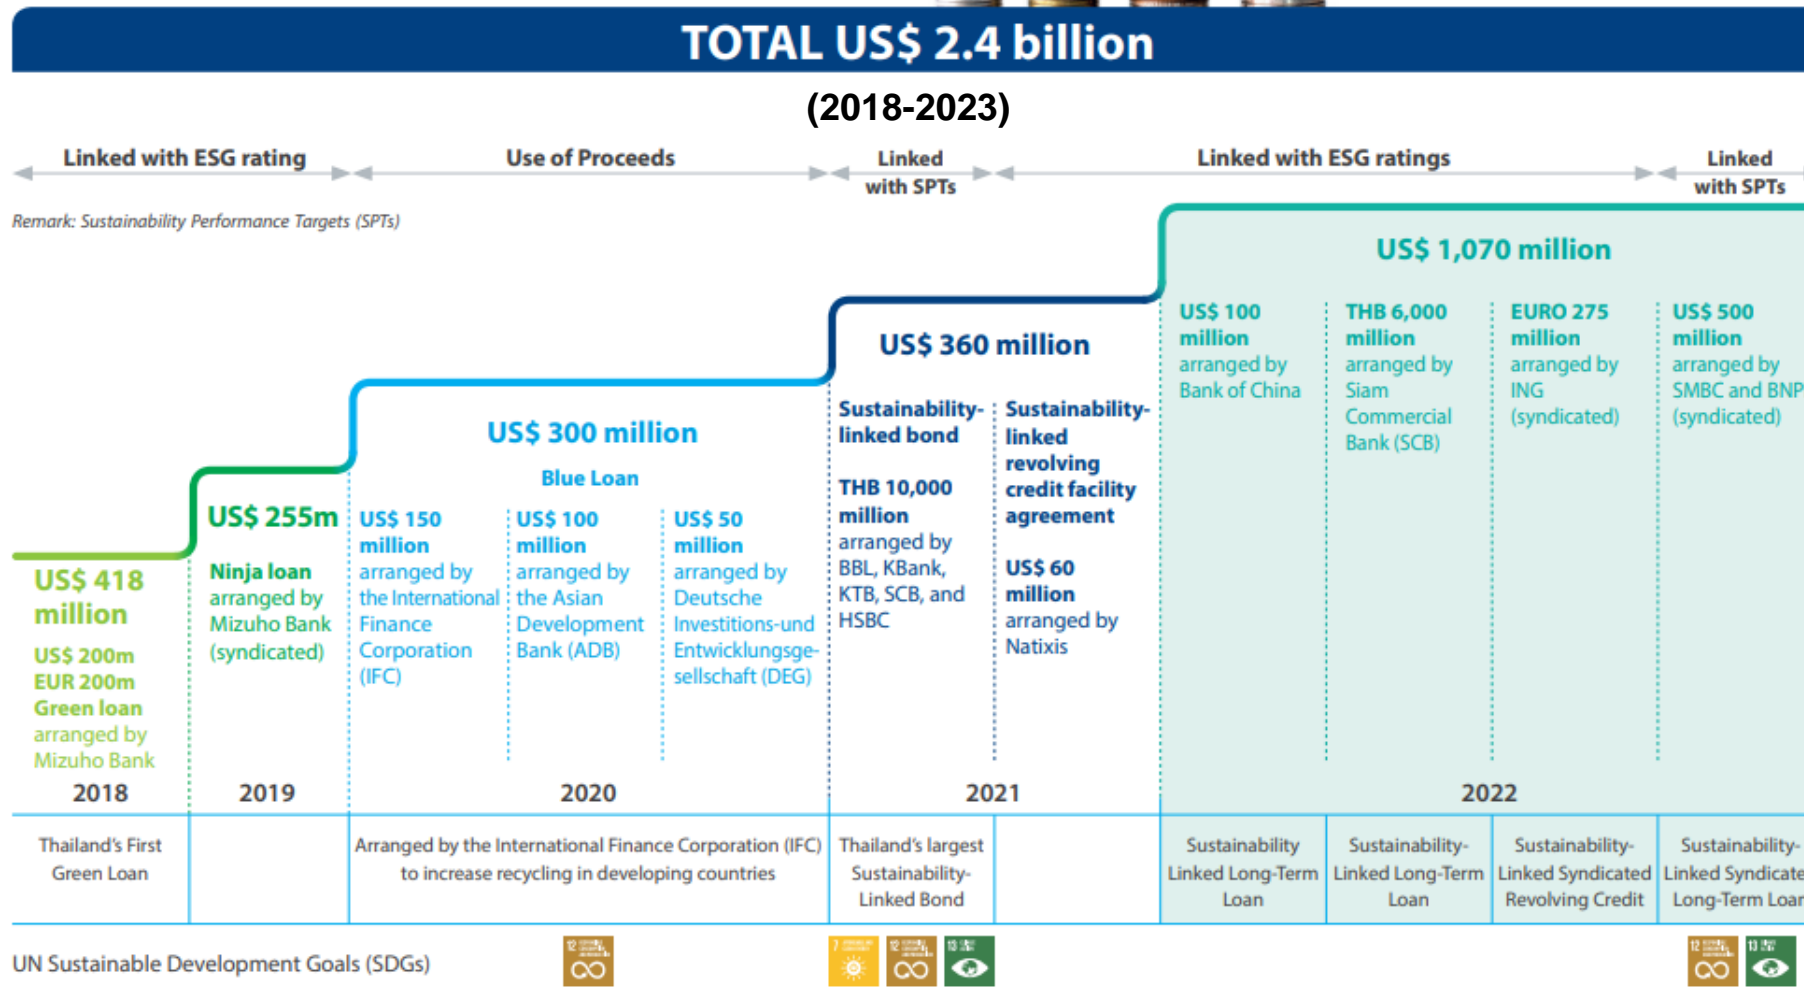 TOTAL US$ 2.4 billion
(2018-2023)
Linked with ESG rating
Use of Proceeds
Linked
with SPTs
Linked with ESG ratings
Linked
with SPTs
Remark: Sustainability Performance Targets (SPTs)
US$ 418
million
US$ 200m
EUR 200m
Green loan
arranged by
Mizuho Bank
2018
Thailand's First
Green Loan
US$ 255m
Ninja loan
arranged by
Mizuho Bank
(syndicated)
2019
US$ 300 million
Blue Loan
US$ 150
million
arranged by
the International
Finance
Corporation
(IFC)
US$ 100
million
arranged by
the Asian
Development
Bank (ADB)
US$ 50
million
arranged by
Deutsche
Investitions-und
Entwicklungsge-
sellschaft (DEG)
2020
Arranged by the International Finance Corporation (IFC)
to increase recycling in developing countries
US$ 360 million
Sustainability-
linked bond
THB 10,000
million
arranged by
BBL, KBank,
KTB, SCB, and
HSBC
Sustainability-
linked
revolving
credit facility
agreement
US$ 60
million
arranged by
Natixis
2021
Thailand's largest
Sustainability-
Linked Bond
US$ 1,070 million
US$ 100
million
arranged by
Bank of China
THB 6,000
million
arranged by
Siam
Commercial
Bank (SCB)
EURO 275
million
arranged by
ING
(syndicated)
US$ 500
million
arranged by
SMBC and BNP
(syndicated)
2022
Sustainability
Linked Long-Term
Loan
Sustainability-
Linked Long-Term
Loan
Sustainability-
Linked Syndicated
Revolving Credit
Sustainability-
Linked Syndicate
Long-Term Loan
UN Sustainable Development Goals (SDGs)
12
7
12
13
12
13